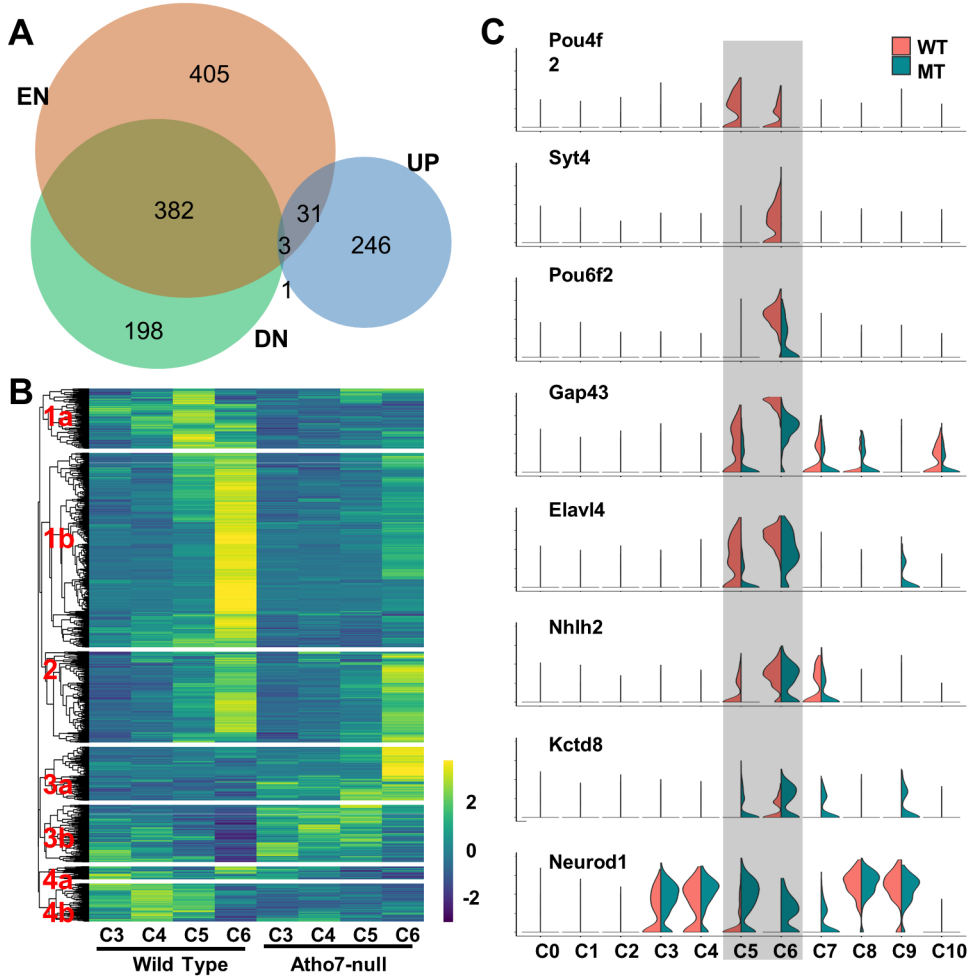 A
EN
405
UP
382
31
3
246
1
198
DN
B
1a
1b
2
3a
3b
4a
4b
2
0
-2
C3 C4 C5 C6 C3 C4 C5 C6
Wild Type Atho7-null
C
WT
MT
Pou4f
2
Syt4
Pou6f2
Gap43
Elavl4
Nhlh2
Kctd8
Neurod1
C0 C1 C2 C3 C4 C5 C6 C7 C8 C9 C10